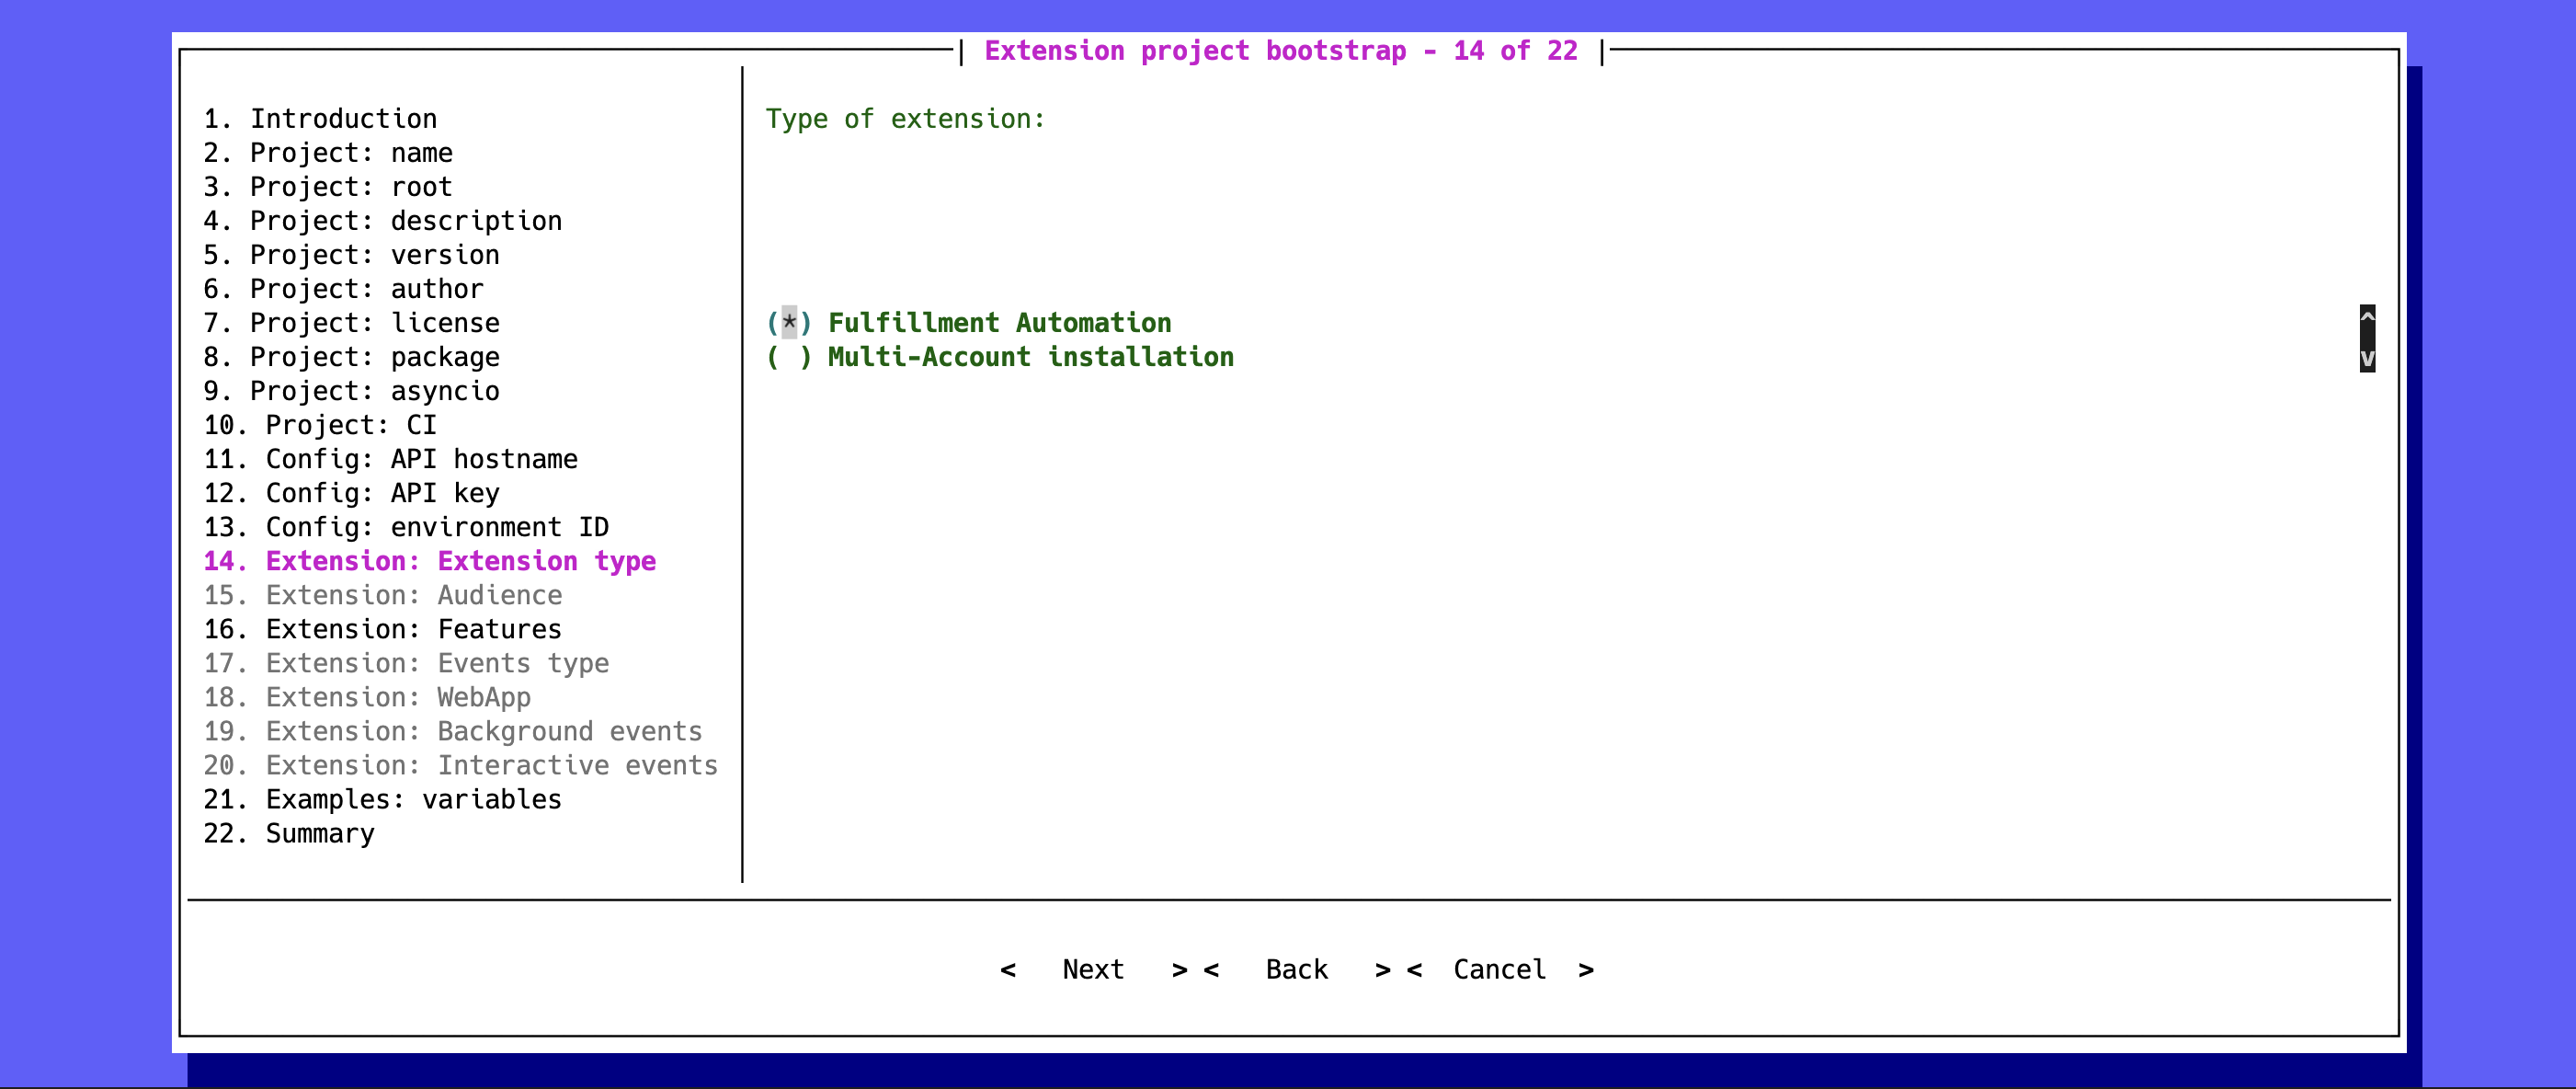 Extension project bootstrap - 14 of 22
1. Introduction
2. Project: name
3. Project: root
4. Project: description
5. Project: version
6. Project: author
7. Project: license
8. Project: package
9. Project: asyncio
10. Project: CI
11. Config: API hostname
12. Config: API key
13. Config: environment ID
14. Extension: Extension type
15. Extension: Audience
16. Extension: Features
17. Extension: Events type
18. Extension: WebApp
19. Extension: Background events
20. Extension: Interactive events
21. Examples: variables
22. Summary
Type of extension:
(*) Fulfillment Automation
( ) Multi-Account installation
^
v
< Next > < Back > < Cancel >